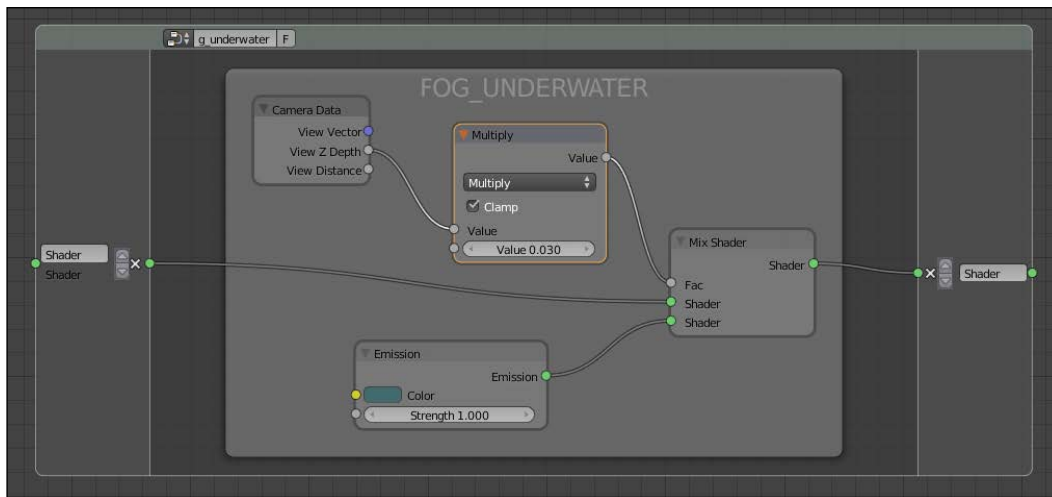 g_underwater F
FOG_UNDERWATER
Camera Data
View Vector
View Z Depth
View Distance
Multiply
Value
Multiply
Clamp
Value
Value 0.030
Shader
Shader
Mix Shader
Shader
Fac
Shader
Shader
Shader
Emission
Emission
Color
Strength 1.000